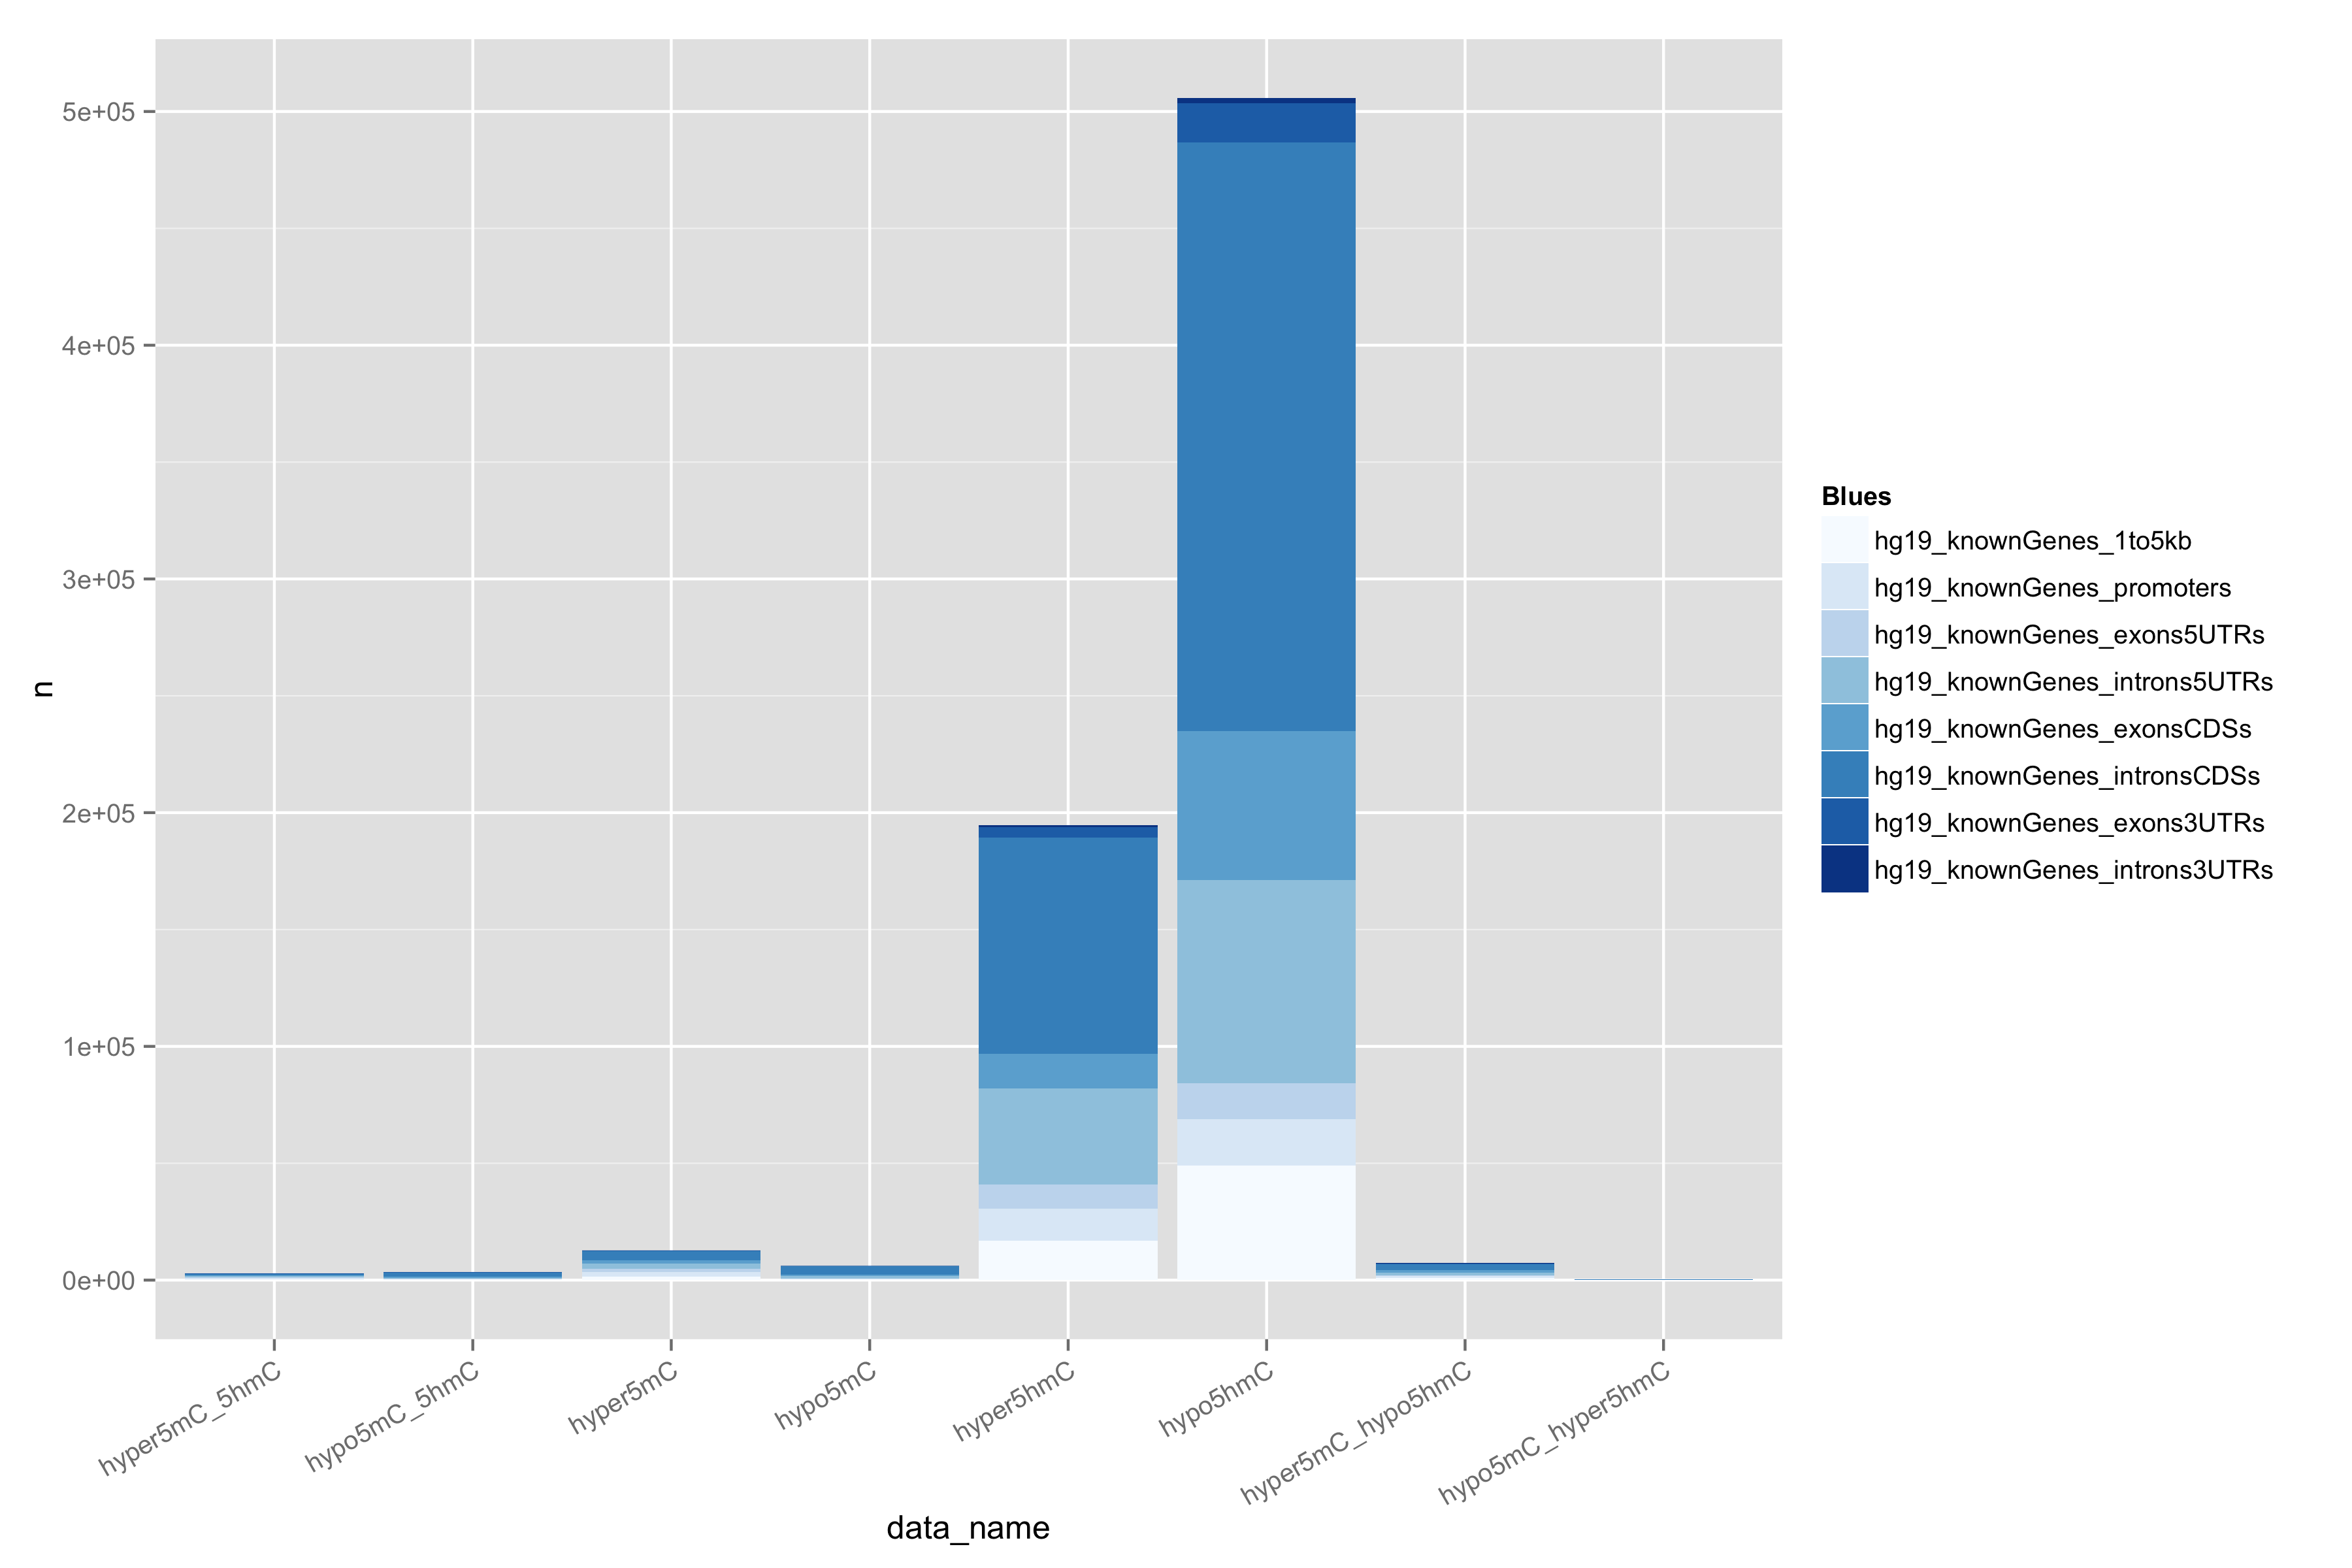 5e+05
4e+05
3e+05
2e+05
1e+05
0e+00
n
hyper5mC_5hmC
hypo5mC_5hmC
hyper5mC
hypo5mC
hyper5hmC
hypo5hmC
hyper5mC_hypo5hmC
hypo5mC_hyper5hmC
data_name
Blues
hg19_knownGenes_1to5kb
hg19_knownGenes_promoters
hg19_knownGenes_exons5UTRs
hg19_knownGenes_introns5UTRs
hg19_knownGenes_exonsCDSs
hg19_knownGenes_intronsCDSs
hg19_knownGenes_exons3UTRs
hg19_knownGenes_introns3UTRs